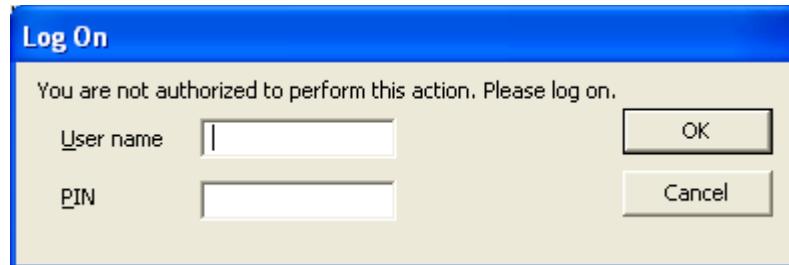 Log On
You are not authorized to perform this action. Please log on.
User name
OK
PIN
Cancel